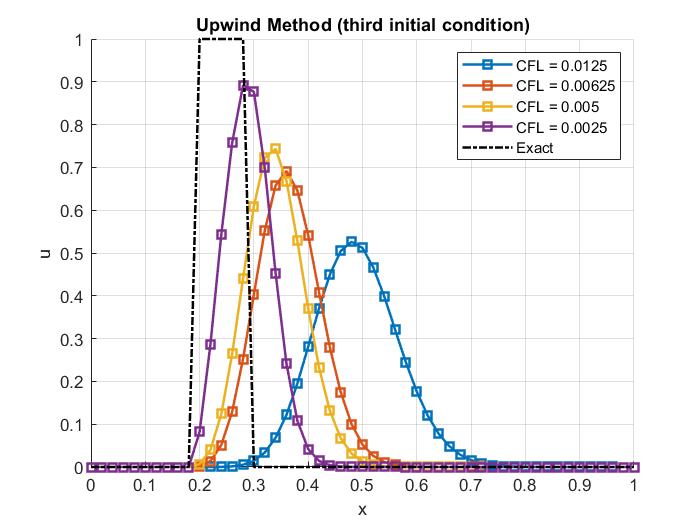 Upwind Method (third initial condition)
1
0.9
0.8
0.7
0.6
0.5
0.4
0.3
0.2
0.1
0
u
CFL = 0.0125
CFL = 0.00625
CFL = 0.005
CFL = 0.0025
Exact
0 0.1 0.2 0.3 0.4 0.5 0.6 0.7 0.8 0.9 1
x